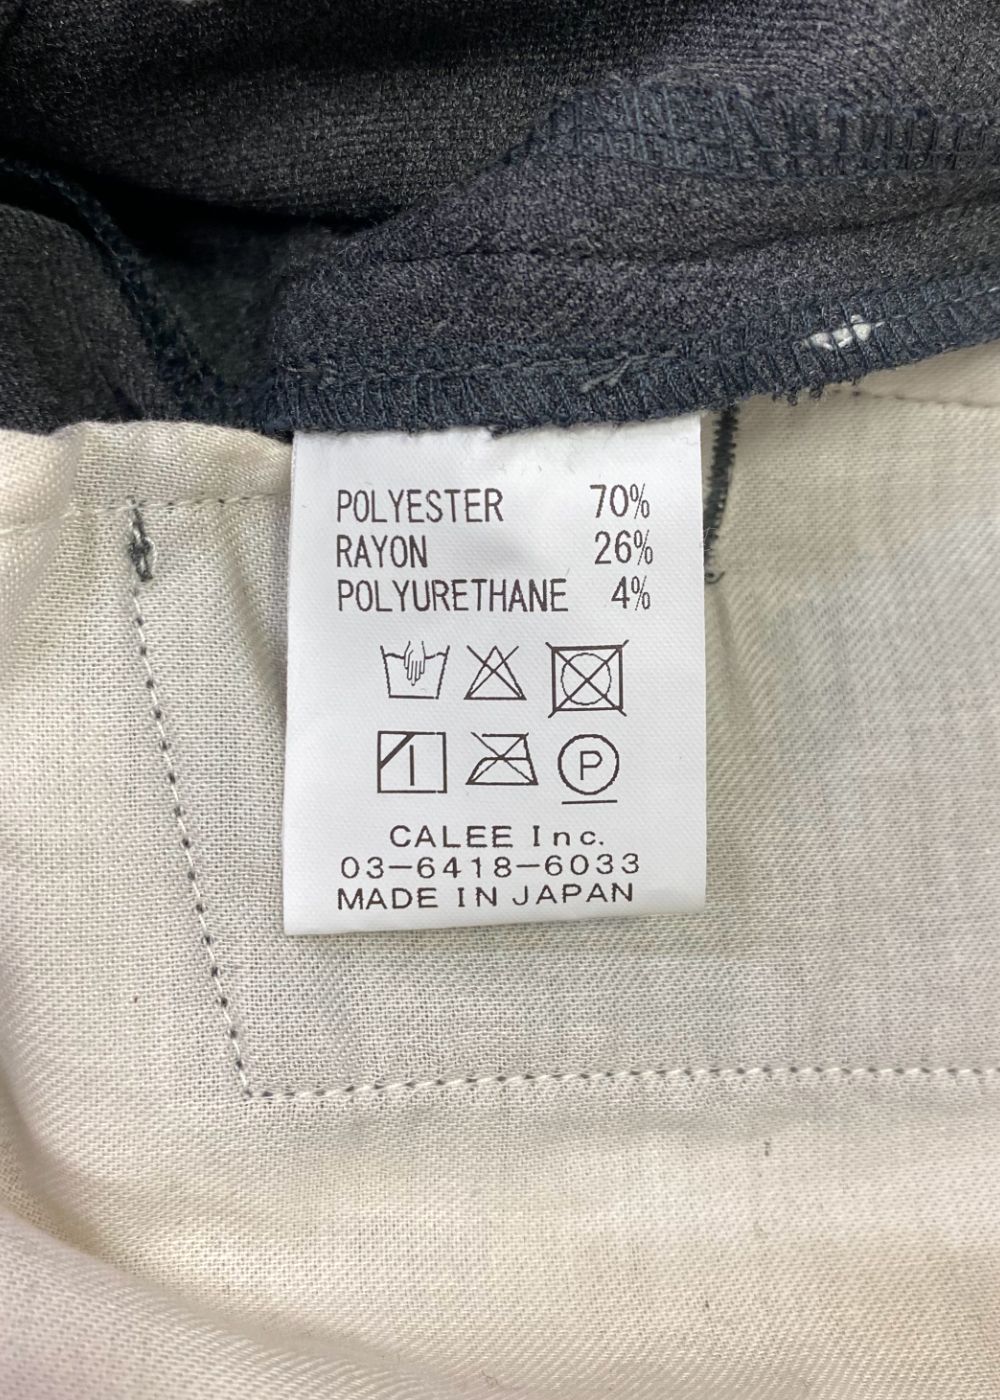 POLYESTER 70%
RAYON 26%
POLYURETHANE 4%
P
CALEE Inc.
03-6418-6033
MADE IN JAPAN